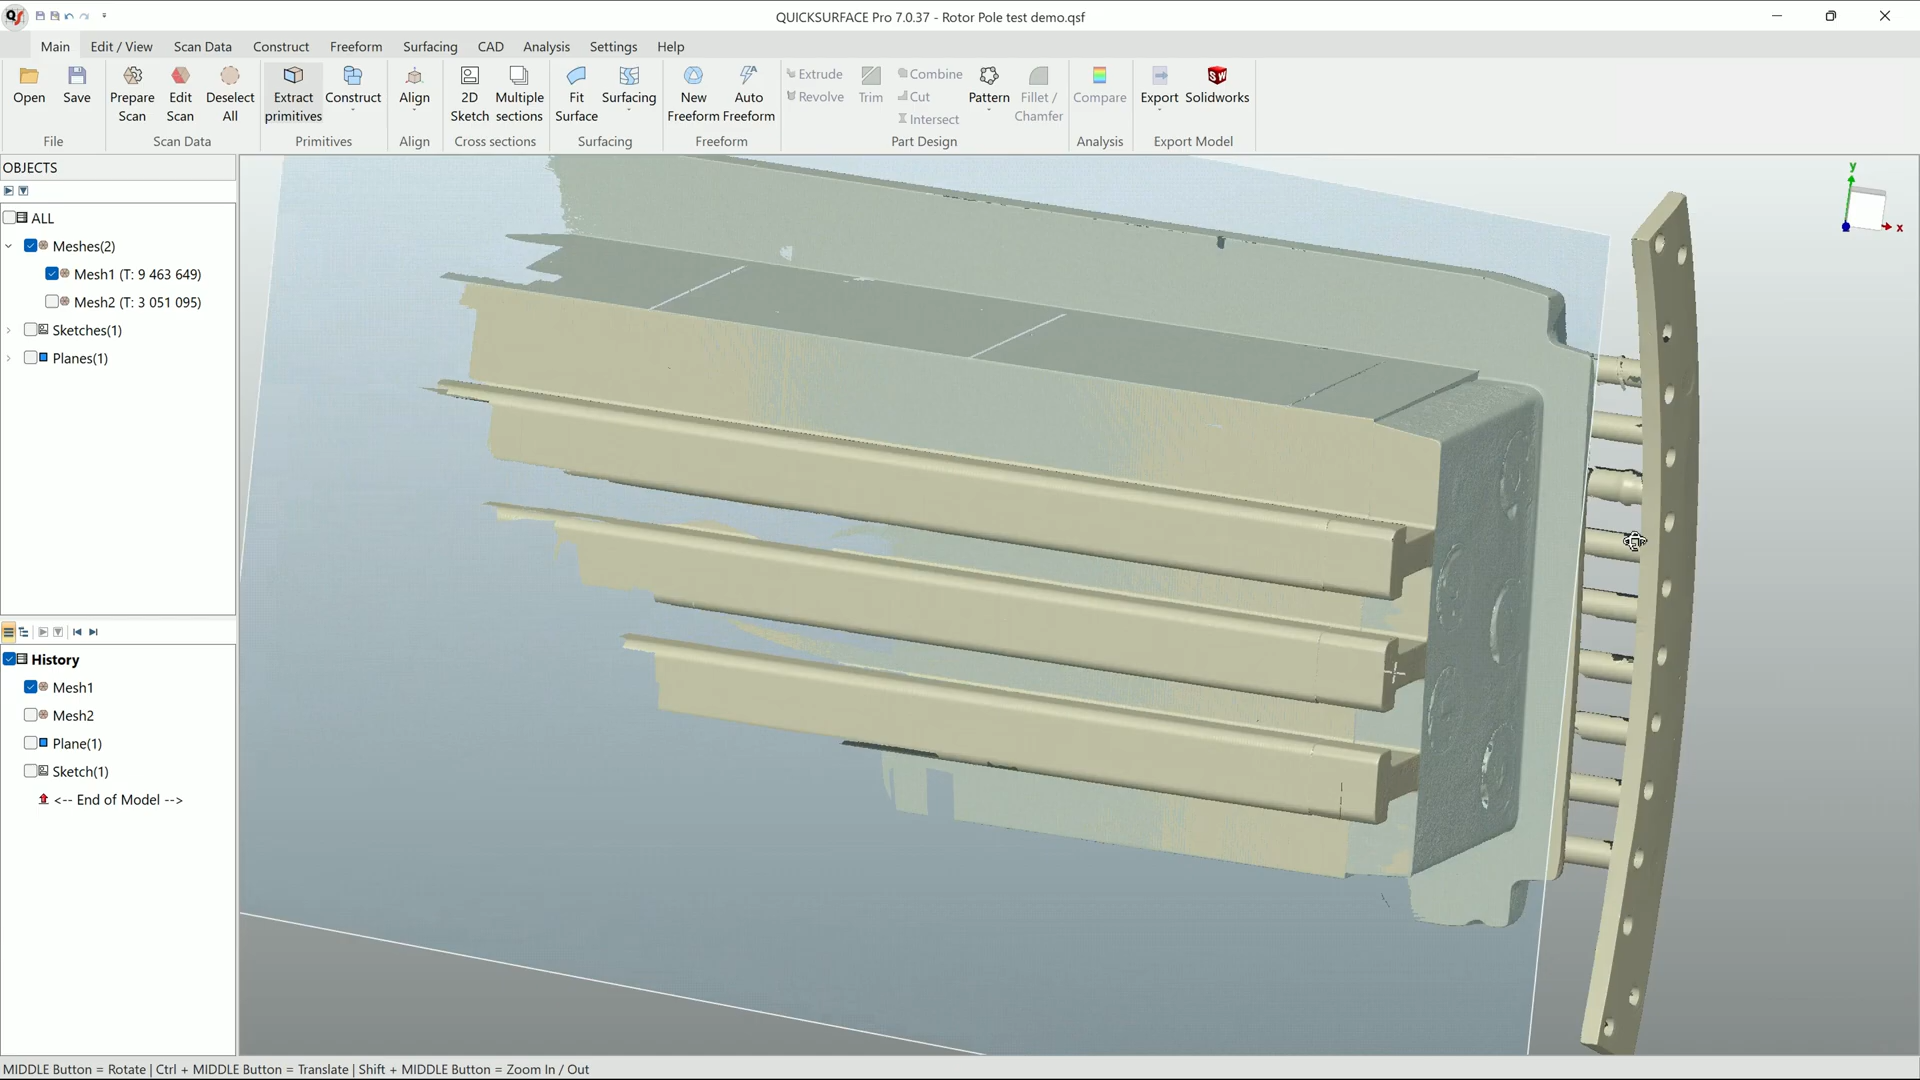 QUICKSURFACE Pro 7.0.37 - Rotor Pole test demo.qsf
Main Edit / View Scan Data Construct Freeform Surfacing CAD Analysis Settings Help
Open Save Prepare Scan Edit Scan Deselect All Extract primitives Construct Align 2D Sketch Multiple sections Fit Surface Surfacing New Freeform Auto Freeform Extrude Revolve Trim Combine Cut Intersect Pattern Fillet / Chamfer Compare Export Solidworks
File Scan Data Primitives Align Cross sections Surfacing Freeform Part Design Analysis Export Model
OBJECTS
ALL
Meshes(2)
Mesh1 (T: 9 463 649)
Mesh2 (T: 3 051 095)
Sketches(1)
Planes(1)
History
Mesh1
Mesh2
Plane(1)
Sketch(1)
<-- End of Model -->
y
x
MIDDLE Button = Rotate | Ctrl + MIDDLE Button = Translate | Shift + MIDDLE Button = Zoom In / Out